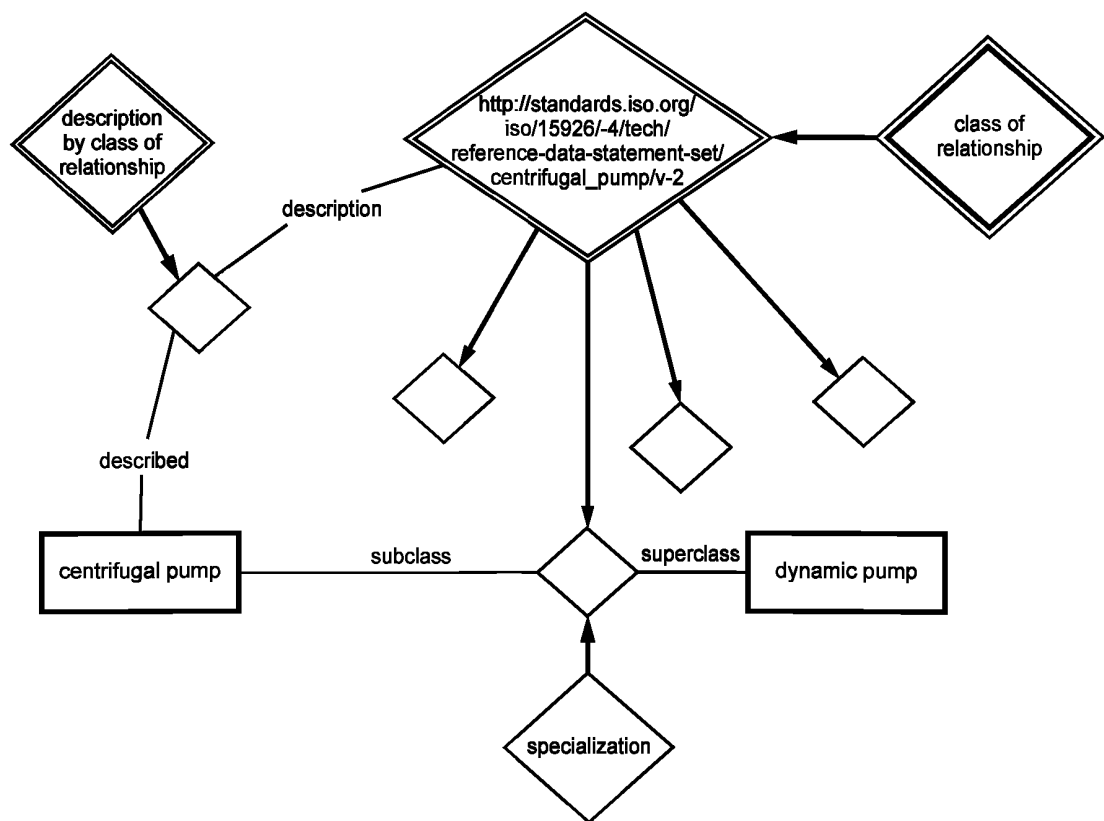 description
by class of
relationship
http://standards.iso.org/
iso/15926/-4/tech/
reference-data-statement-set/
centrifugal_pump/v-2
class of
relationship
description
described
centrifugal pump
subclass
superclass
dynamic pump
specialization